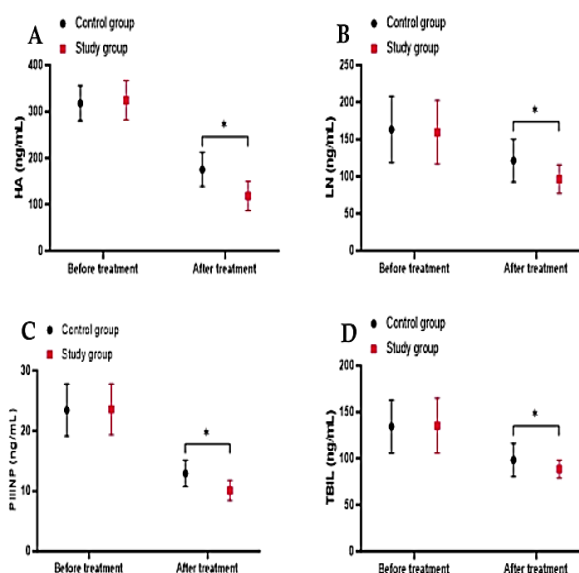 A
Control group
Study group
HA (ng/mL)
400
300
200
100
0
*
Before treatment
After treatment
B
Control group
Study group
LN (ng/mL)
250
200
150
100
50
0
*
Before treatment
After treatment
C
Control group
Study group
PIIINP (ng/mL)
30
20
10
0
*
Before treatment
After treatment
D
Control group
Study group
TBIL (ng/mL)
200
150
100
50
0
*
Before treatment
After treatment